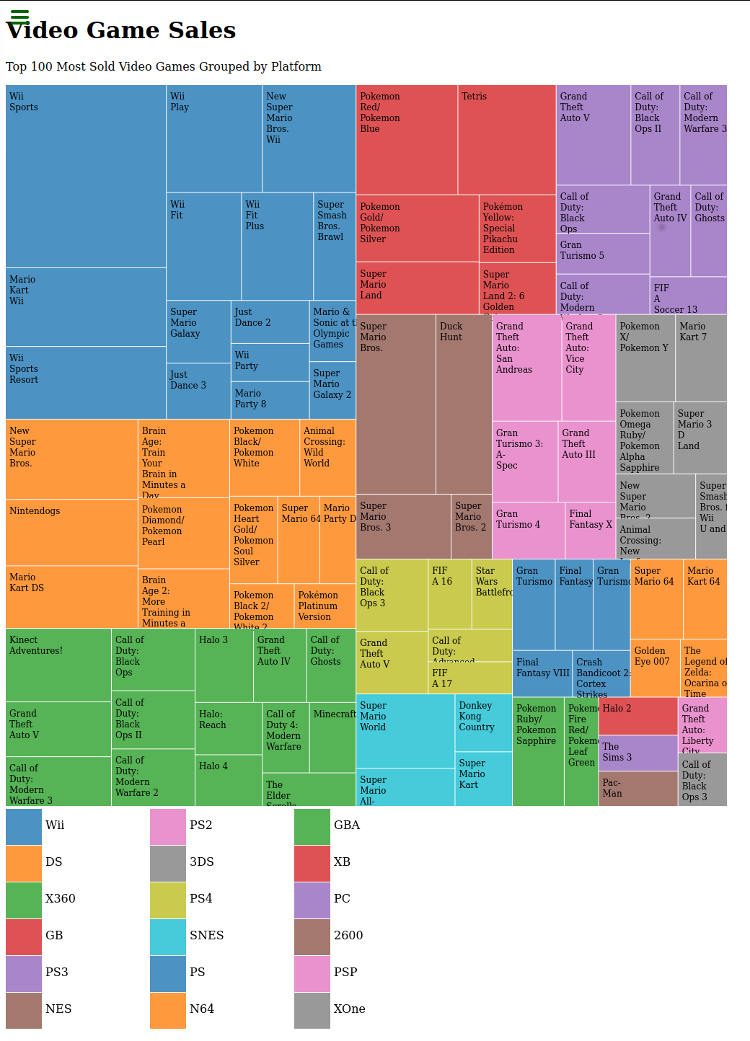 Video Game Sales
Top 100 Most Sold Video Games Grouped by Platform
Wii
Sports
Mario
Kart
Wii
Wii
Sports
Resort
Wii
Play
New
Super
Mario
Bros.
Wii
Wii
Fit
Wii
Fit
Plus
Super
Smash
Bros.
Brawl
Super
Mario
Galaxy
Just
Dance 3
Just
Dance 2
Wii
Party
Mario
Party 8
Mario &
Sonic at t
Olympic
Games
Super
Mario
Galaxy 2
Pokemon
Red/
Pokemon
Blue
Tetris
Pokemon
Gold/
Pokemon
Silver
Super
Mario
Land
Pokémon
Yellow:
Special
Pikachu
Edition
Super
Mario
Land 2: 6
Golden
Grand
Theft
Auto V
Call of
Duty:
Black
Ops II
Call of
Duty:
Modern
Warfare 3
Call of
Duty:
Black
Ops
Gran
Turismo 5
Call of
Duty:
Modern
Grand
Theft
Auto IV
Call of
Duty:
Ghosts
FIF
A
Soccer 13
Super
Mario
Bros.
Duck
Hunt
Super
Mario
Bros. 3
Super
Mario
Bros. 2
Grand
Theft
Auto:
San
Andreas
Grand
Theft
Auto:
Vice
City
Gran
Turismo 3:
A-
Spec
Grand
Theft
Auto III
Gran
Turismo 4
Final
Fantasy X
Pokemon
X/
Pokemon Y
Mario
Kart 7
Pokemon
Omega
Ruby/
Pokemon
Alpha
Sapphire
Super
Mario 3
D
Land
New
Super
Mario
Bros. 2
Animal
Crossing:
New
Super
Smash
Bros. f
Wii
U and
New
Super
Mario
Bros.
Nintendogs
Mario
Kart DS
Brain
Age:
Train
Your
Brain in
Minutes a
Day
Pokemon
Diamond/
Pokemon
Pearl
Brain
Age 2:
More
Training in
Minutes a
Pokemon
Black/
Pokemon
White
Animal
Crossing:
Wild
World
Pokemon
Heart
Gold/
Pokemon
Soul
Silver
Super
Mario 64
Mario
Party D
Pokemon
Black 2/
Pokemon
White 2
Pokémon
Platinum
Version
Kinect
Adventures!
Grand
Theft
Auto V
Call of
Duty:
Modern
Warfare 3
Call of
Duty:
Black
Ops
Call of
Duty:
Black
Ops II
Call of
Duty:
Modern
Warfare 2
Halo 3
Grand
Theft
Auto IV
Call of
Duty:
Ghosts
Halo:
Reach
Halo 4
Call of
Duty 4:
Modern
Warfare
Minecraft
The
Elder
Scrolls
Call of
Duty:
Black
Ops 3
Grand
Theft
Auto V
FIF
A 16
Star
Wars
Battlefro
Call of
Duty:
Advanced
FIF
A 17
Super
Mario
World
Super
Mario
All-
Donkey
Kong
Country
Super
Mario
Kart
Gran
Turismo
Final
Fantasy
Gran
Turismo
Final
Fantasy VIII
Crash
Bandicoot 2:
Cortex
Strikes
Super
Mario 64
Mario
Kart 64
Golden
Eye 007
The
Legend of
Zelda:
Ocarina o
Time
Pokemon
Ruby/
Pokemon
Sapphire
Pokem
Fire
Red/
Pokem
Leaf
Green
Halo 2
The
Sims 3
Pac-
Man
Grand
Theft
Auto:
Liberty
City
Call of
Duty:
Black
Ops 3
Wii
DS
X360
GB
PS3
NES
PS2
3DS
PS4
SNES
PS
N64
GBA
XB
PC
2600
PSP
XOne